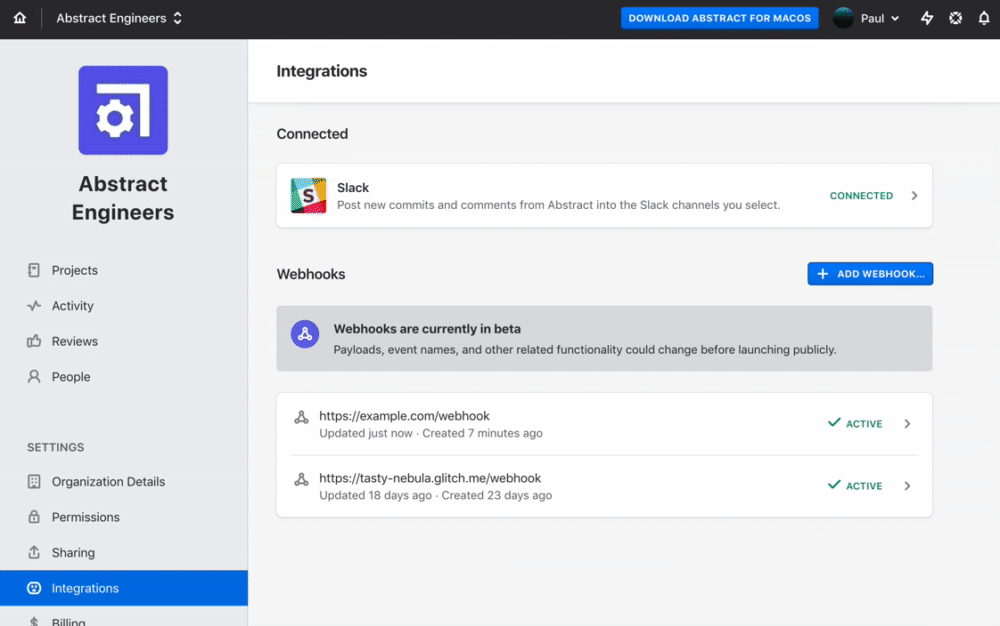 Abstract Engineers
DOWNLOAD ABSTRACT FOR MACOS
Paul
Abstract
Engineers
Projects
Activity
Reviews
People
SETTINGS
Organization Details
Permissions
Sharing
Integrations
Billing
Integrations
Connected
S
Slack
Post new commits and comments from Abstract into the Slack channels you select.
CONNECTED
Webhooks
ADD WEBHOOK...
Webhooks are currently in beta
Payloads, event names, and other related functionality could change before launching publicly.
https://example.com/webhook
Updated just now · Created 7 minutes ago
ACTIVE
https://tasty-nebula.glitch.me/webhook
Updated 18 days ago · Created 23 days ago
ACTIVE